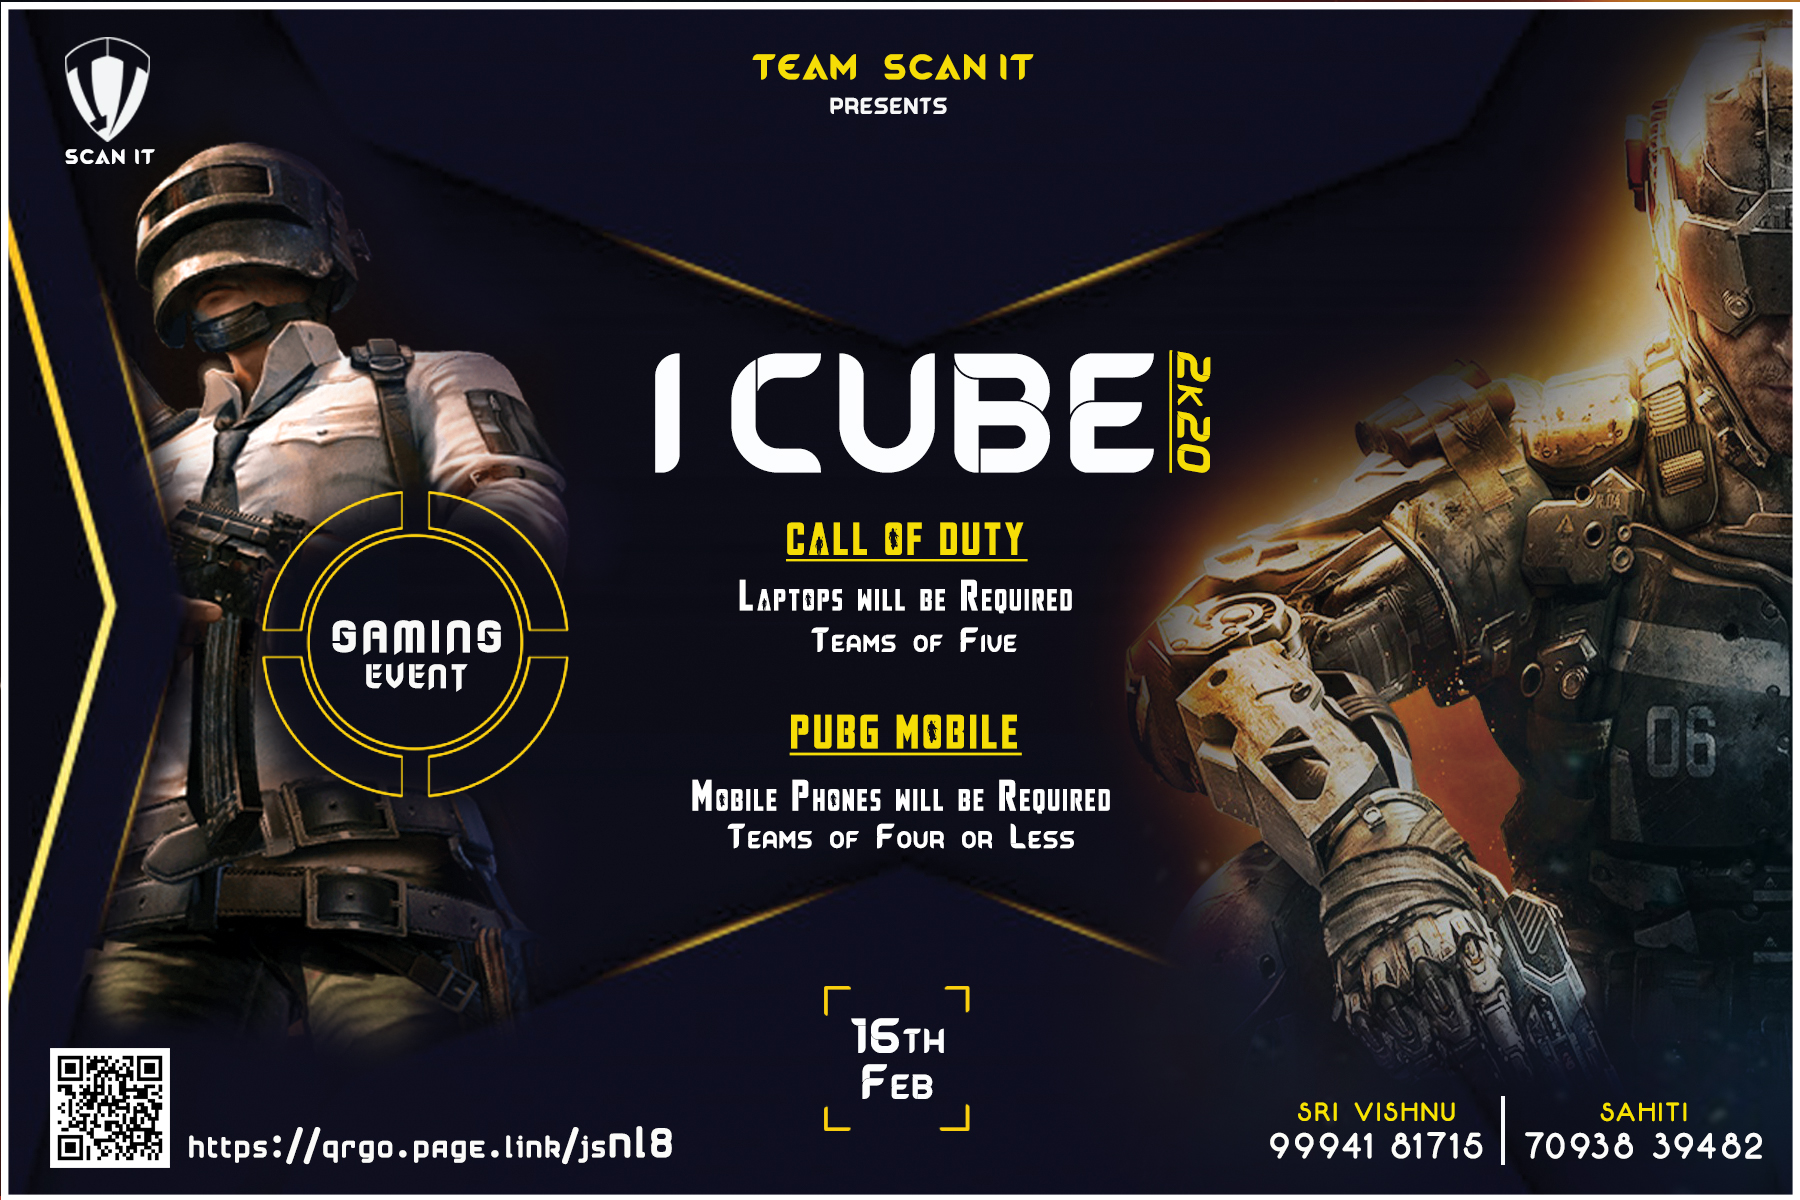 SCAN IT
TEAM SCAN IT
PRESENTS
I CUBE 2K20
CALL OF DUTY
LAPTOPS WILL BE REQUIRED
TEAMS OF FIVE
GAMING
EVENT
PUBG MOBILE
MOBILE PHONES WILL BE REQUIRED
TEAMS OF FOUR OR LESS
06
16TH
FEB
https://qrgo.page.link/jsnl8
SRI VISHNU
99941 81715
SAHITI
70938 39482